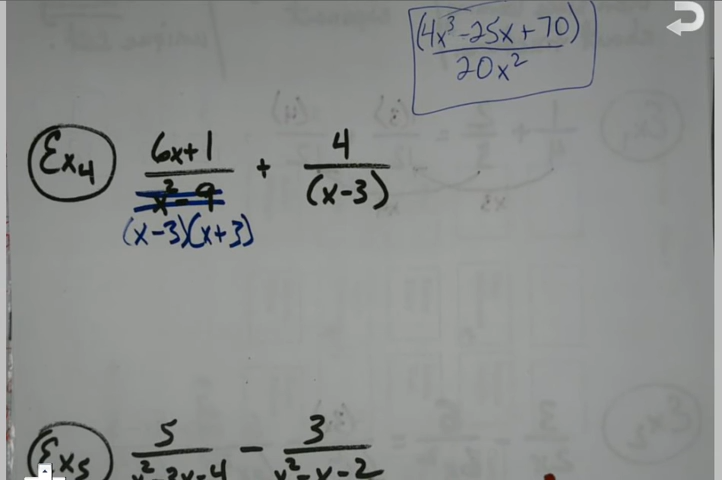 (4x³-25x+70)
20x²
Ex4 6x+1 + 4
x²-9 (x-3)
(x-3)(x+3)
Ex5 5 - 3
x²-3x-4 x²-x-2